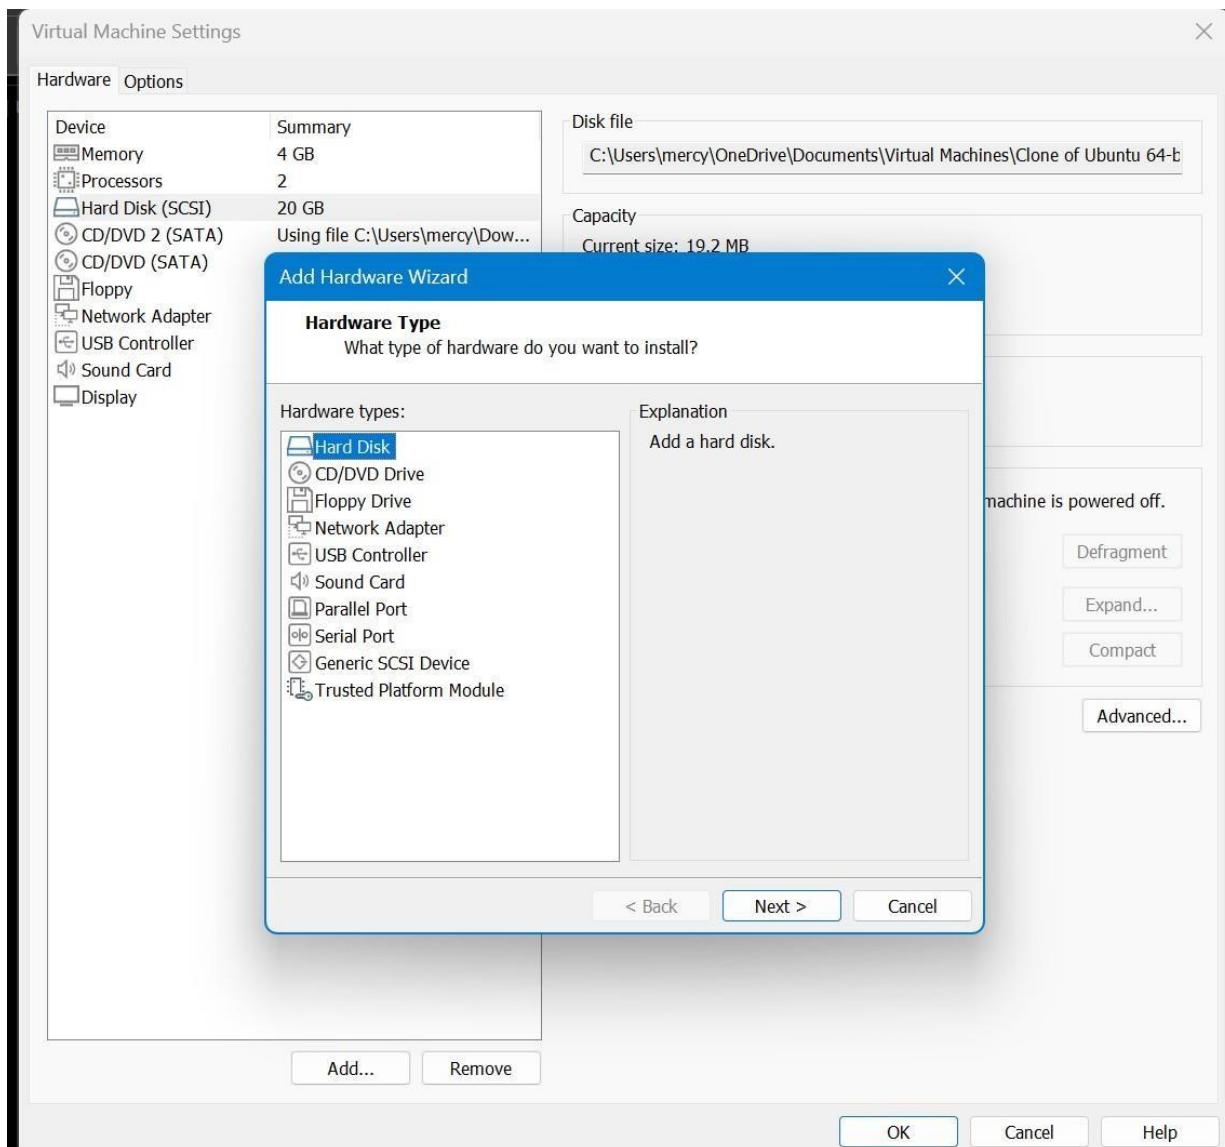 Virtual Machine Settings
Hardware Options
Device Summary
Memory 4 GB
Processors 2
Hard Disk (SCSI) 20 GB
CD/DVD 2 (SATA) Using file C:\Users\mercy\Dow...
CD/DVD (SATA)
Floppy
Network Adapter
USB Controller
Sound Card
Display
Disk file
C:\Users\mercy\OneDrive\Documents\Virtual Machines\Clone of Ubuntu 64-b
Capacity
Current size: 19.2 MB
Add Hardware Wizard
Hardware Type
What type of hardware do you want to install?
Hardware types:
Hard Disk
CD/DVD Drive
Floppy Drive
Network Adapter
USB Controller
Sound Card
Parallel Port
Serial Port
Generic SCSI Device
Trusted Platform Module
Explanation
Add a hard disk.
< Back Next > Cancel
machine is powered off.
Defragment
Expand...
Compact
Advanced...
Add... Remove
OK Cancel Help